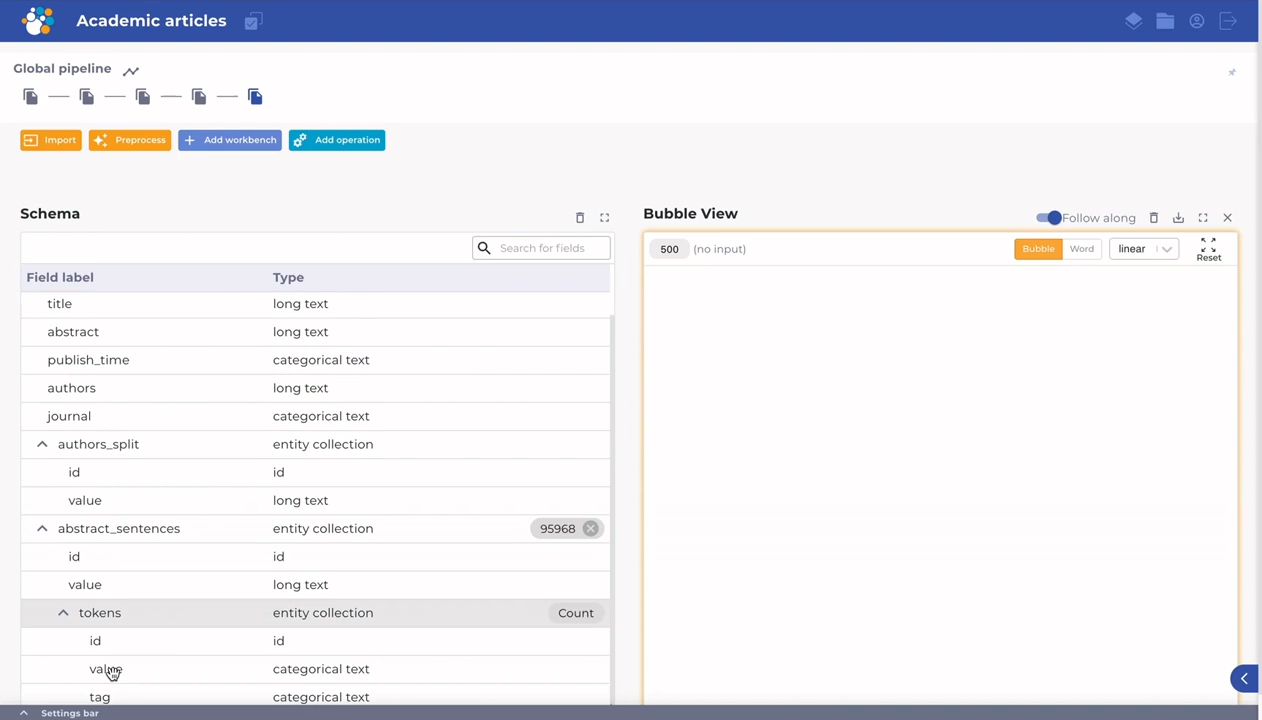 Academic articles
Global pipeline
Import
Preprocess
Add workbench
Add operation
Schema
Search for fields
Field label Type
title long text
abstract long text
publish_time categorical text
authors long text
journal categorical text
authors_split entity collection
id id
value long text
abstract_sentences entity collection 95968
id id
value long text
tokens entity collection Count
id id
value categorical text
tag categorical text
Bubble View
Follow along
500 (no input)
Bubble Word
linear
Reset
Settings bar